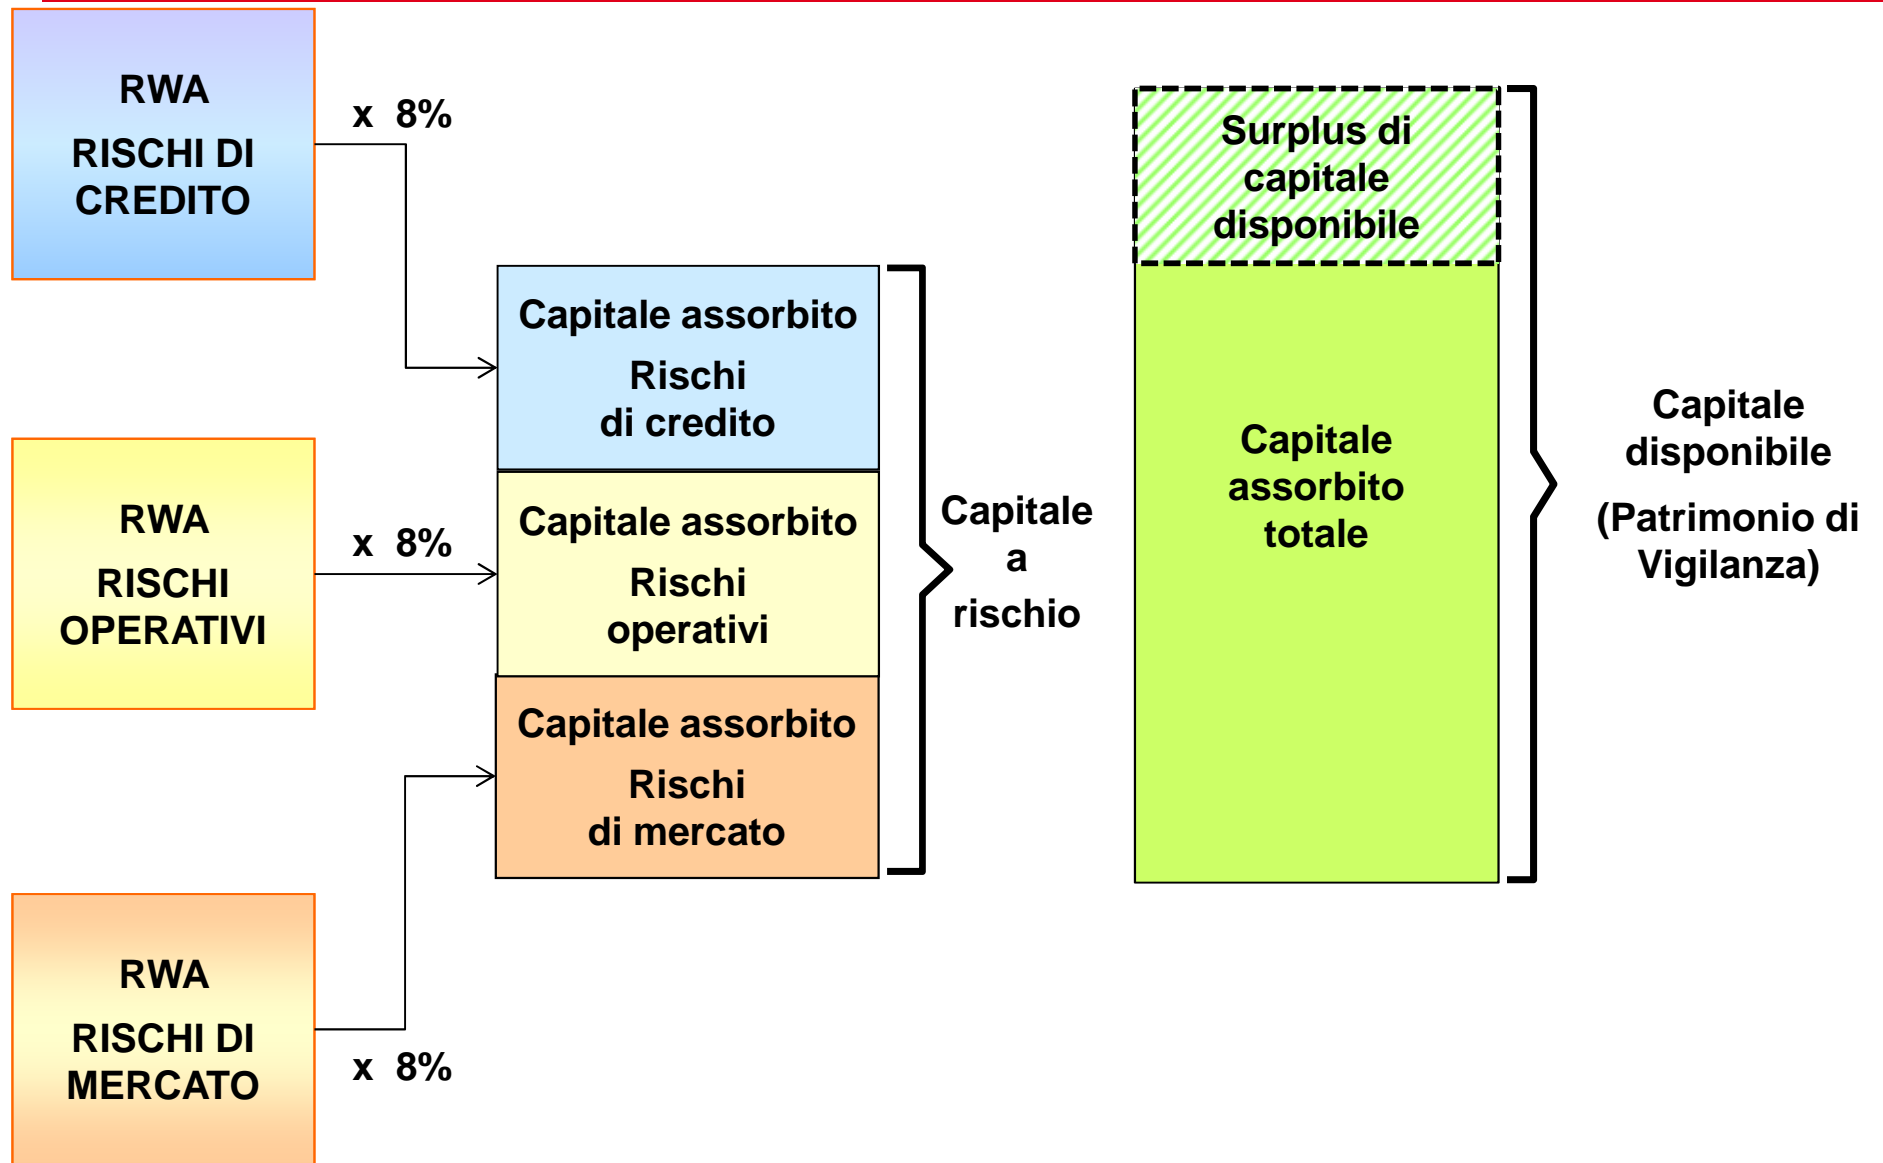 RWA
RISCHI DI
CREDITO
x 8%
RWA
RISCHI
OPERATIVI
x 8%
RWA
RISCHI DI
MERCATO
x 8%
Capitale assorbito
Rischi
di credito
Capitale assorbito
Rischi
operativi
Capitale assorbito
Rischi
di mercato
Capitale
a
rischio
Surplus di
capitale
disponibile
Capitale
assorbito
totale
Capitale
disponibile
(Patrimonio di
Vigilanza)